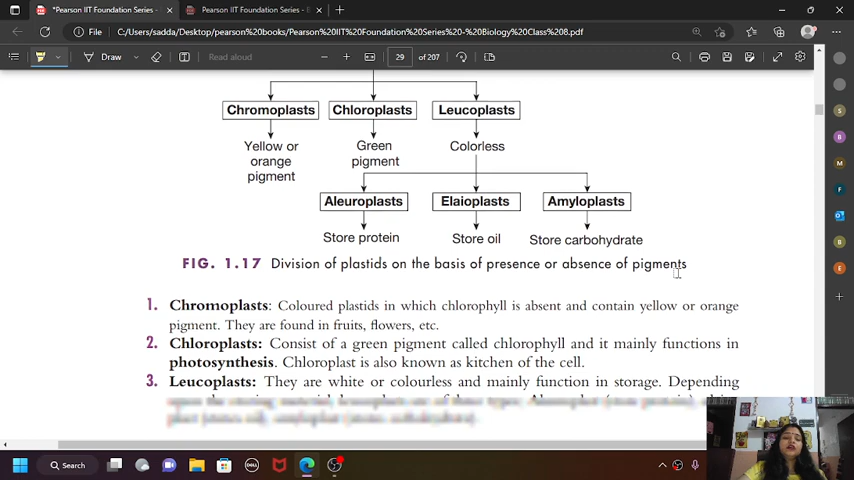 *Pearson IIT Foundation Series -
Pearson IIT Foundation Series - B
File
C:/Users/sadda/Desktop/pearson%20books/Pearson%20IIT%20Foundation%20Series%20-%20Biology%20Class%208.pdf
Draw
Read aloud
29 of 207
Chromoplasts Chloroplasts Leucoplasts
Yellow or orange pigment
Green pigment
Colorless
Aleuroplasts Elaioplasts Amyloplasts
Store protein Store oil Store carbohydrate
FIG. 1.17 Division of plastids on the basis of presence or absence of pigments
1. Chromoplasts: Coloured plastids in which chlorophyll is absent and contain yellow or orange
pigment. They are found in fruits, flowers, etc.
2. Chloroplasts: Consist of a green pigment called chlorophyll and it mainly functions in
photosynthesis. Chloroplast is also known as kitchen of the cell.
3. Leucoplasts: They are white or colourless and mainly function in storage. Depending
Search